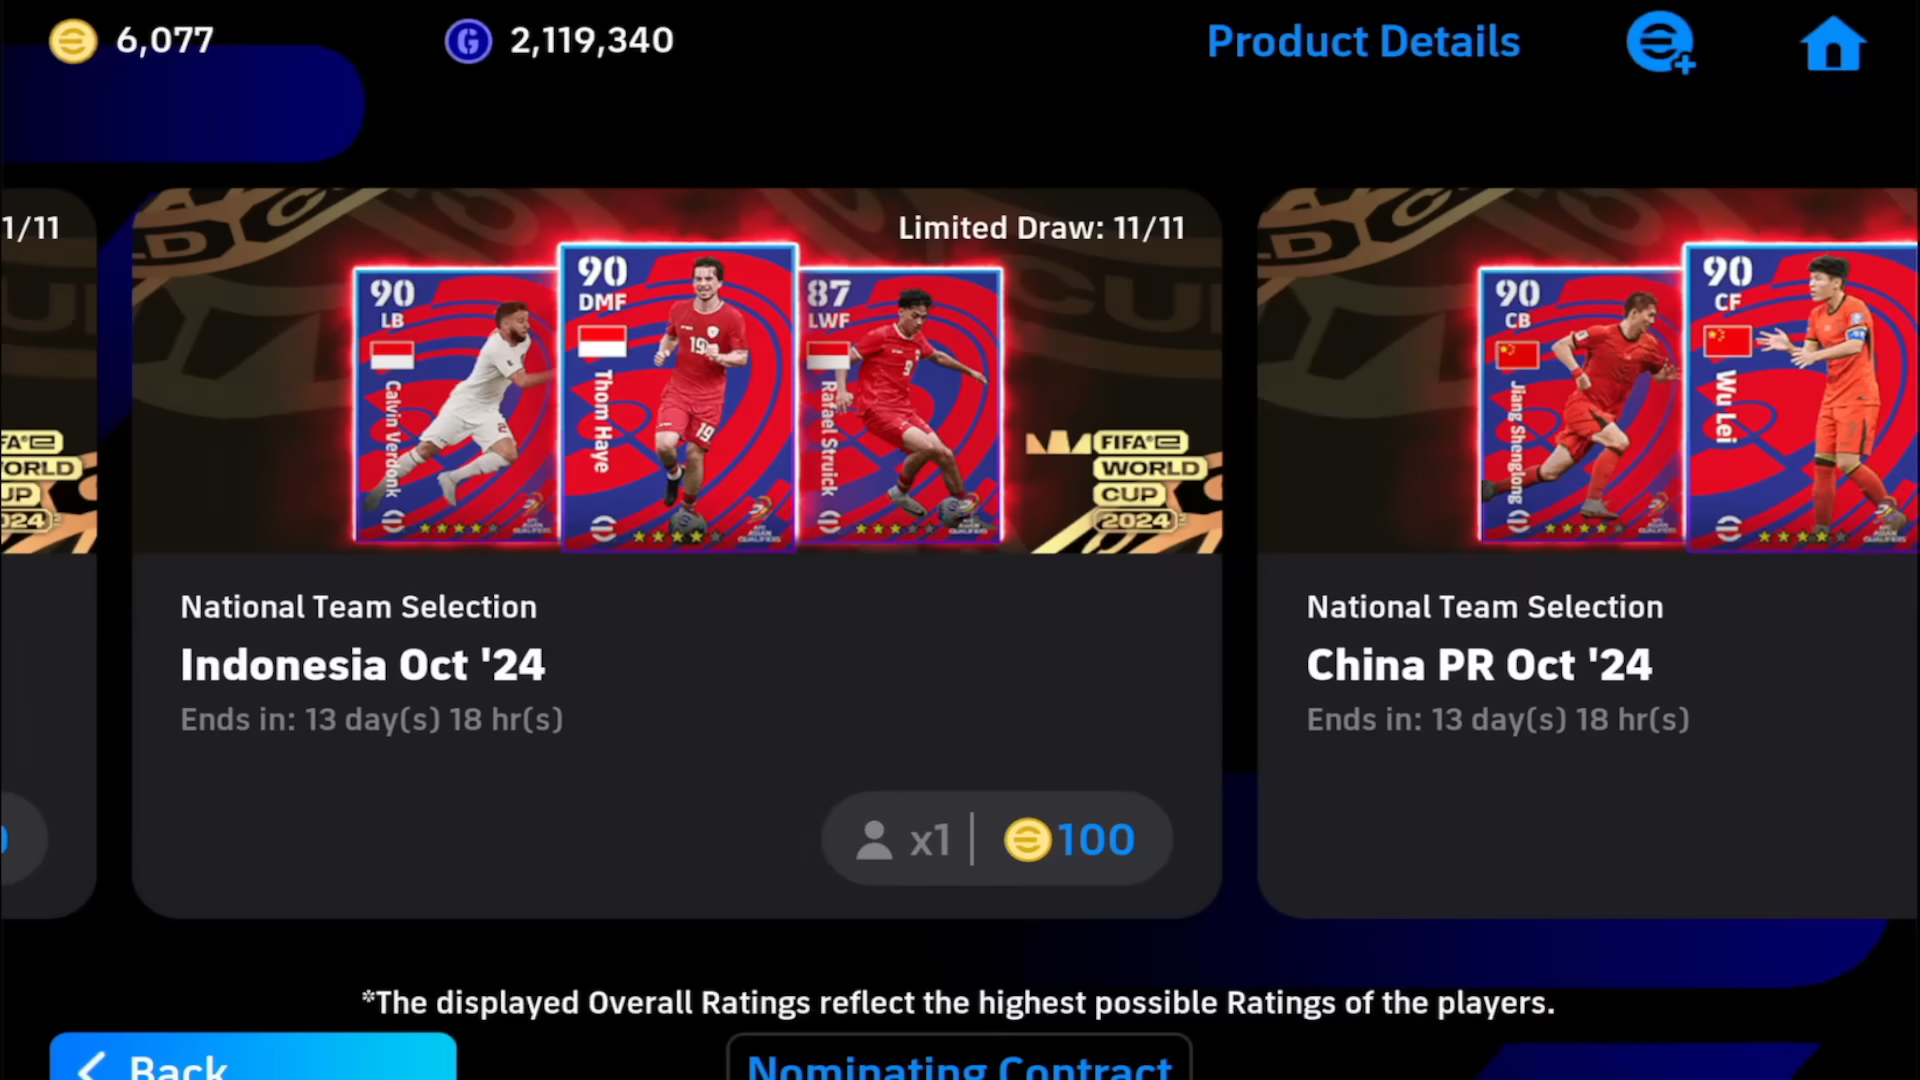 6,077
2,119,340
Product Details
1/11
Limited Draw: 11/11
90
LB
Calvin Verdonk
90
DMF
Thom Haye
19
19
87
LWF
Rafael Struick
FIFAe
WORLD
CUP
2024
National Team Selection
Indonesia Oct '24
Ends in: 13 day(s) 18 hr(s)
x1
100
90
CB
Jiang Shenglong
90
CF
Wu Lei
National Team Selection
China PR Oct '24
Ends in: 13 day(s) 18 hr(s)
*The displayed Overall Ratings reflect the highest possible Ratings of the players.
Back
Nominating Contract